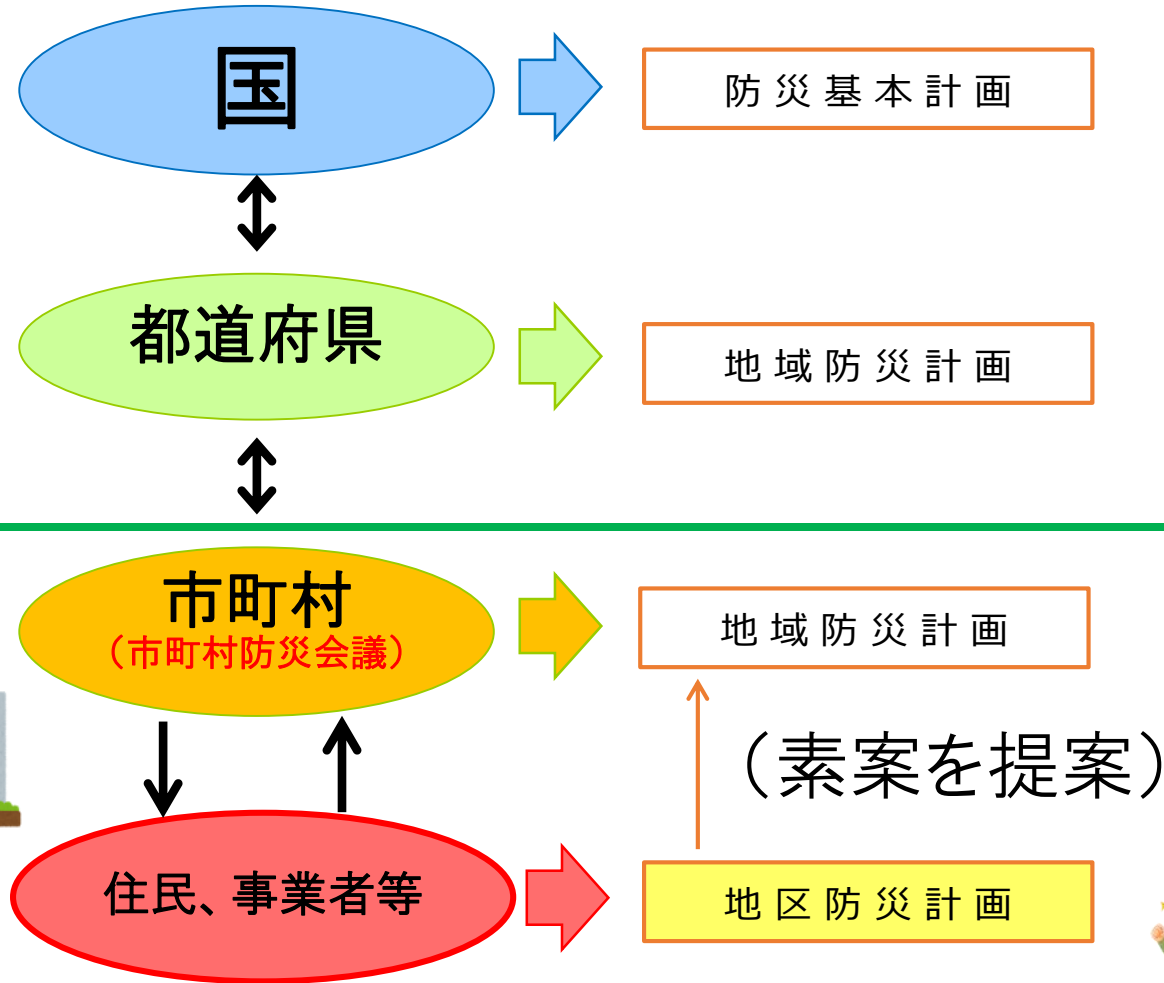 国
防災基本計画
都道府県
地域防災計画
市町村
（市町村防災会議）
地域防災計画
（素案を提案）
住民、事業者等
地区防災計画